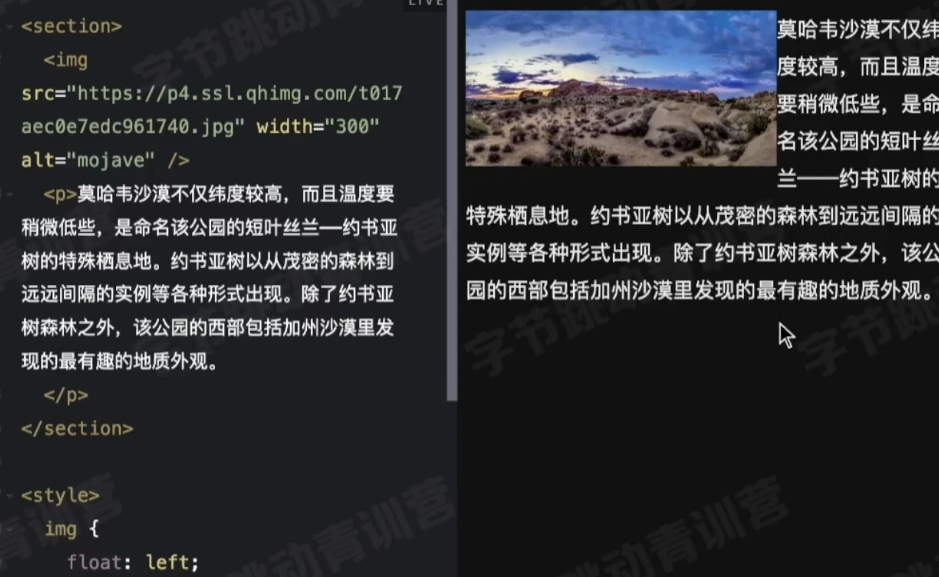 LIVE
<section>
<img
src="https://p4.ssl.qhimg.com/t017
aec0e7edc961740.jpg" width="300"
alt="mojave" />
<p>莫哈韦沙漠不仅纬度较高，而且温度要
稍微低些，是命名该公园的短叶丝兰—约书亚
树的特殊栖息地。约书亚树以从茂密的森林到
远远间隔的实例等各种形式出现。除了约书亚
树森林之外，该公园的西部包括加州沙漠里发
现的最有趣的地质外观。
</p>
</section>
<style>
img {
float: left;
莫哈韦沙漠不仅纬
度较高，而且温度
要稍微低些，是命
名该公园的短叶丝
兰——约书亚树的
特殊栖息地。约书亚树以从茂密的森林到远远间隔的
实例等各种形式出现。除了约书亚树森林之外，该公
园的西部包括加州沙漠里发现的最有趣的地质外观。
字节跳动青训营
字节跳动青训营